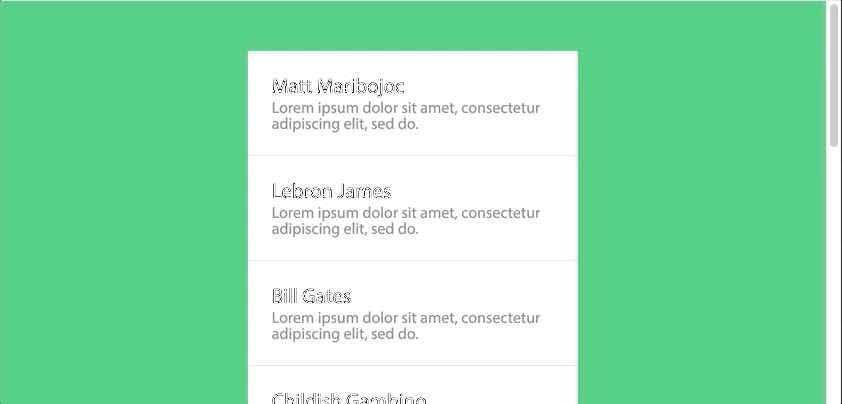 Matt Maribojoc
Lorem ipsum dolor sit amet, consectetur
adipiscing elit, sed do.
Lebron James
Lorem ipsum dolor sit amet, consectetur
adipiscing elit, sed do.
Bill Gates
Lorem ipsum dolor sit amet, consectetur
adipiscing elit, sed do.
Childish Gambino